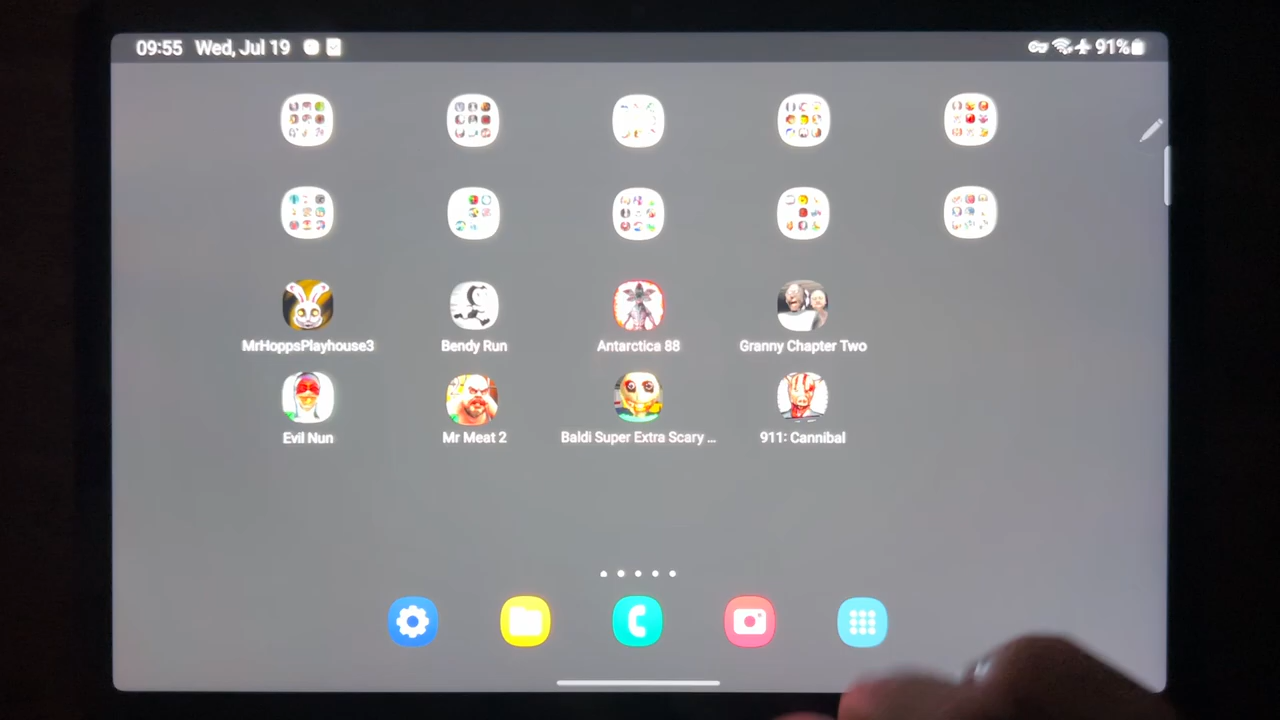 09:55 Wed, Jul 19 91%
MrHoppsPlayhouse3 Bendy Run Antarctica 88 Granny Chapter Two
Evil Nun Mr Meat 2 Baldi Super Extra Scary ... 911: Cannibal